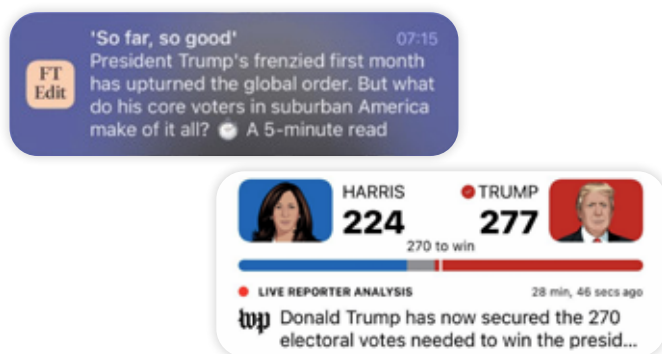 'So far, so good' 07:15
FT
Edit
President Trump's frenzied first month
has upturned the global order. But what
do his core voters in suburban America
make of it all? ⏱ A 5-minute read
HARRIS TRUMP
224 277
270 to win
LIVE REPORTER ANALYSIS 28 min, 46 secs ago
wp Donald Trump has now secured the 270
electoral votes needed to win the presid...